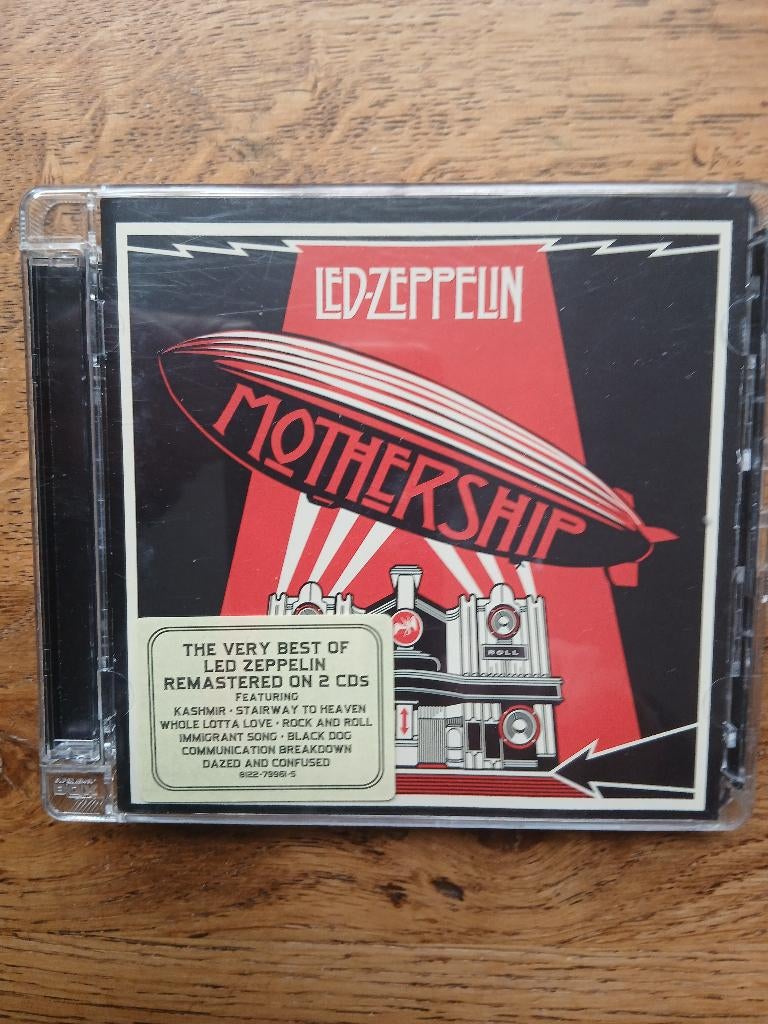 LED-ZEPPELIN
MOTHERSHIP
ROLL
THE VERY BEST OF
LED ZEPPELIN
REMASTERED ON 2 CDs
FEATURING
KASHMIR · STAIRWAY TO HEAVEN
WHOLE LOTTA LOVE · ROCK AND ROLL
IMMIGRANT SONG · BLACK DOG
COMMUNICATION BREAKDOWN
DAZED AND CONFUSED
8122-79961-5